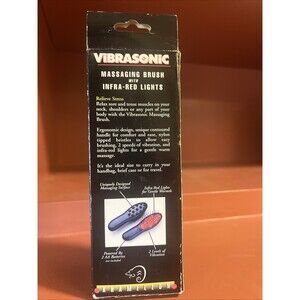 VIBRASONIC
MASSAGING BRUSH
WITH
INFRA-RED LIGHTS
Relieve Stress
Relax sore and tense muscles on your
neck, shoulders or any part of your
body with the Vibrasonic Massaging
Brush.
Ergonomic design, unique contoured
handle for comfort and ease, nylon
tipped bristles to allow easy
brushing, 2 speeds of vibration, and
infra-red lights for a gentle warm
massage.
It's the ideal size to carry in your
handbag, brief case or for travel.
Uniquely Designed
Massaging Surface
Infra-Red Lights
for Gentle Warmth
Powered By
2 AA Batteries
2 Levels of
Vibration